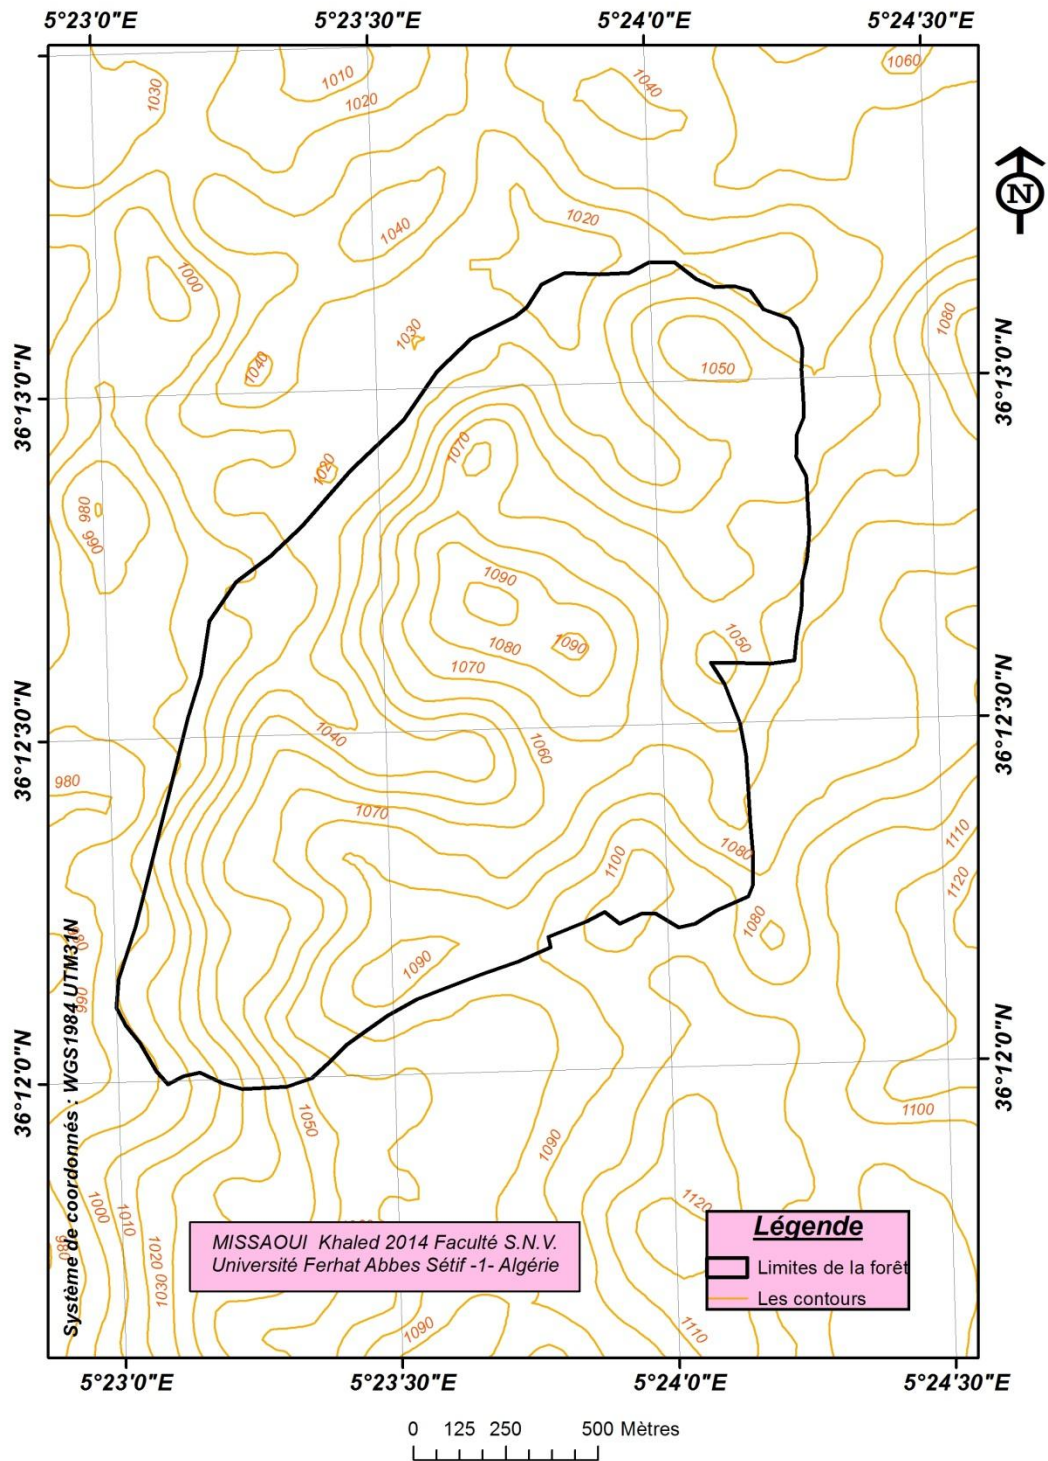 5°23'0"E
5°23'30"E
5°24'0"E
5°24'30"E
1030
1010
1020
1040
1060
1040
1020
1000
1030
1040
1080
1050
36°13'0"N
36°13'0"N
1070
1020
980
990
1090
1090
1080
1070
1050
1060
1040
36°12'30"N
36°12'30"N
980
1070
1110
1080
1100
1120
1080
1090
990
36°12'0"N
36°12'0"N
1100
1050
1090
1000
1010
1020
1030
1120
1110
1090
Système de coordonnés : WGS1984 UTM31N
MISSAOUI Khaled 2014 Faculté S.N.V.
Université Ferhat Abbes Sétif -1- Algérie
Légende
Limites de la forêt
Les contours
N
5°23'0"E
5°23'30"E
5°24'0"E
5°24'30"E
0 125 250 500 Mètres